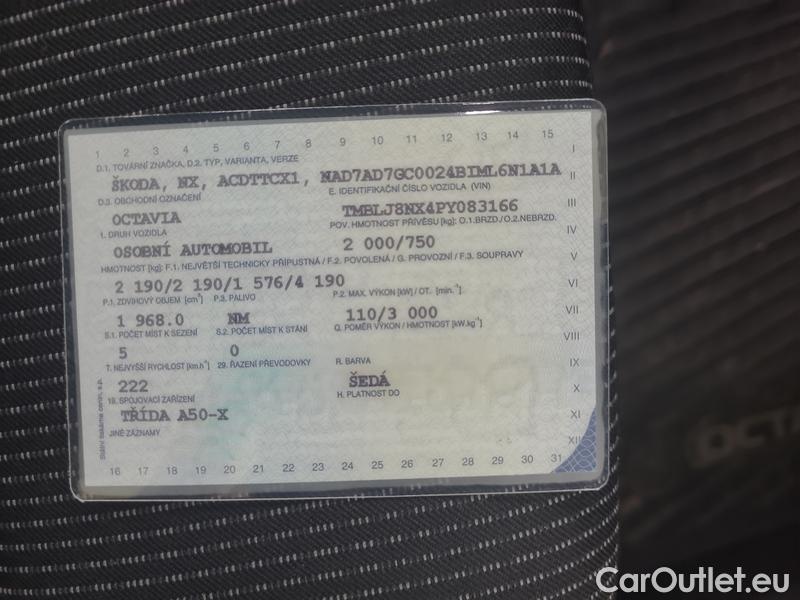 1 2 3 4 5 6 7 8 9 10 11 12 13 14 15
D.1. TOVÁRNÍ ZNAČKA, D.2. TYP, VARIANTA, VERZE I
ŠKODA, NX, ACDTTCX1, NAD7AD7GC0024BIML6N1A1A II
D.3. OBCHODNÍ OZNAČENÍ E. IDENTIFIKAČNÍ ČÍSLO VOZIDLA (VIN)
OCTAVIA TMBLJ8NX4PY083166 III
1. DRUH VOZIDLA POV. HMOTNOST PŘÍVĚSU [kg]: O.1.BRZD./O.2.NEBRZD.
OSOBNÍ AUTOMOBIL 2 000/750 IV
HMOTNOST [kg]: F.1. NEJVĚTŠÍ TECHNICKY PŘÍPUSTNÁ / F.2. POVOLENÁ / G. PROVOZNÍ / F.3. SOUPRAVY V
2 190/2 190/1 576/4 190 VI
P.1. ZDVIHOVÝ OBJEM [cm³] P.3. PALIVO P.2. MAX. VÝKON [kW] / OT. [min.⁻¹]
1 968.0 NM 110/3 000 VII
S.1. POČET MÍST K SEZENÍ S.2. POČET MÍST K STÁNÍ Q. POMĚR VÝKON / HMOTNOST [kW.kg⁻¹]
5 0 VIII
T. NEJVYŠŠÍ RYCHLOST [km.h⁻¹] 29. ŘAZENÍ PŘEVODOVKY R. BARVA IX
222 ŠEDÁ X
19. SPOJOVACÍ ZAŘÍZENÍ H. PLATNOST DO
TŘÍDA A50-X XI
JINÉ ZÁZNAMY XII
16 17 18 19 20 21 22 23 24 25 26 27 28 29 30 31
Státní tiskárna cenin, s.p.
OCTA
CarOutlet.eu